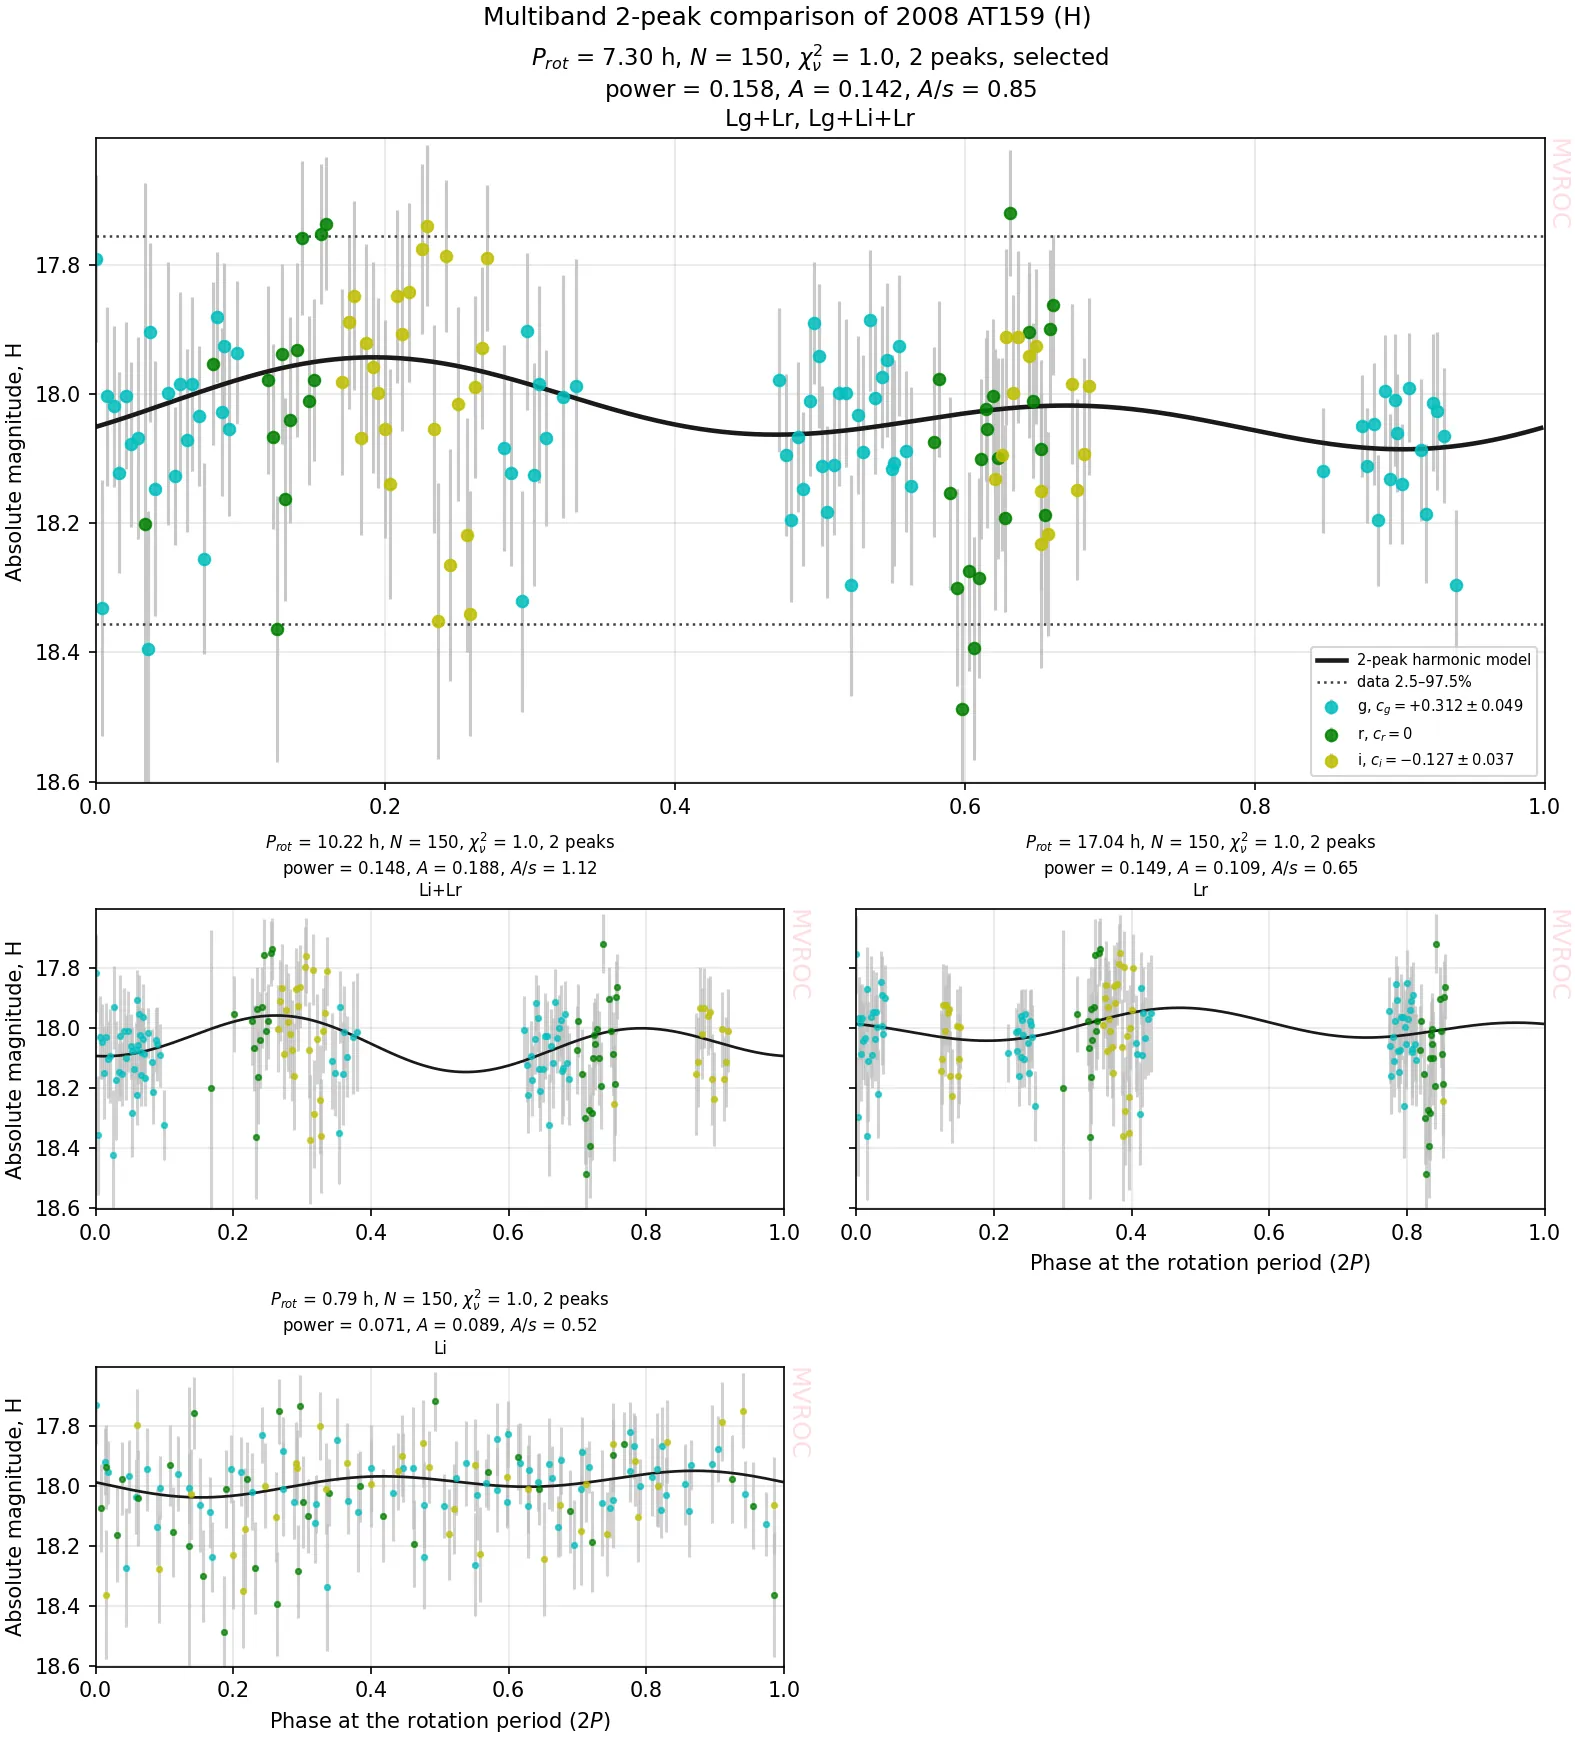 Multiband 2-peak comparison of 2008 AT159 (H)
P_rot = 7.30 h, N = 150, χ²_ν = 1.0, 2 peaks, selected
power = 0.158, A = 0.142, A/s = 0.85
Lg+Lr, Lg+Li+Lr
MVROC
Absolute magnitude, H
17.8
18.0
18.2
18.4
18.6
2-peak harmonic model
data 2.5–97.5%
g, c_g = +0.312 ± 0.049
r, c_r = 0
i, c_i = −0.127 ± 0.037
0.0 0.2 0.4 0.6 0.8 1.0
P_rot = 10.22 h, N = 150, χ²_ν = 1.0, 2 peaks
power = 0.148, A = 0.188, A/s = 1.12
Li+Lr
MVROC
Absolute magnitude, H
17.8
18.0
18.2
18.4
18.6
0.0 0.2 0.4 0.6 0.8 1.0
P_rot = 17.04 h, N = 150, χ²_ν = 1.0, 2 peaks
power = 0.149, A = 0.109, A/s = 0.65
Lr
MVROC
0.0 0.2 0.4 0.6 0.8 1.0
Phase at the rotation period (2P)
P_rot = 0.79 h, N = 150, χ²_ν = 1.0, 2 peaks
power = 0.071, A = 0.089, A/s = 0.52
Li
MVROC
Absolute magnitude, H
17.8
18.0
18.2
18.4
18.6
0.0 0.2 0.4 0.6 0.8 1.0
Phase at the rotation period (2P)